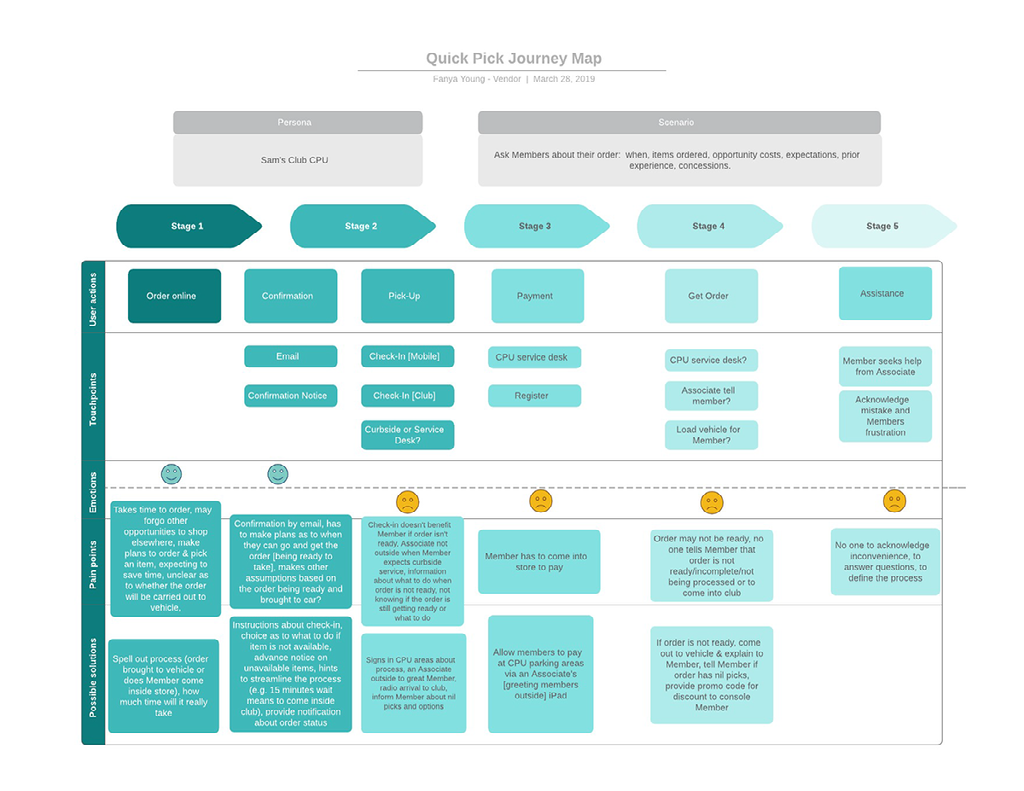 Quick Pick Journey Map
Fanya Young - Vendor | March 28, 2019
Persona
Sam's Club CPU
Scenario
Ask Members about their order: when, items ordered, opportunity costs, expectations, prior
experience, concessions.
Stage 1
Stage 2
Stage 3
Stage 4
Stage 5
User actions
Order online
Confirmation
Pick-Up
Payment
Get Order
Assistance
Touchpoints
Email
Confirmation Notice
Check-In [Mobile]
Check-In [Club]
Curbside or Service
Desk?
CPU service desk
Register
CPU service desk?
Associate tell
member?
Load vehicle for
Member?
Member seeks help
from Associate
Acknowledge
mistake and
Members
frustration
Emotions
Pain points
Takes time to order, may
forgo other
opportunities to shop
elsewhere, make
plans to order & pick
an item, expecting to
save time, unclear as
to whether the order
will be carried out to
vehicle.
Confirmation by email, has
to make plans as to when
they can go and get the
order [being ready to
take], makes other
assumptions based on
the order being ready and
brought to car?
Check-in doesn't benefit
Member if order isn't
ready, Associate not
outside when Member
expects curbside
service, information
about what to do when
order is not ready, not
knowing if the order is
still getting ready or
what to do
Member has to come into
store to pay
Order may not be ready, no
one tells Member that
order is not
ready/incomplete/not
being processed or to
come into club
No one to acknowledge
inconvenience, to
answer questions, to
define the process
Possible solutions
Spell out process (order
brought to vehicle or
does Member come
inside store), how
much time will it really
take
Instructions about check-in,
choice as to what to do if
item is not available,
advance notice on
unavailable items, hints
to streamline the process
(e.g. 15 minutes wait
means to come inside
club), provide notification
about order status
Signs in CPU areas about
process, an Associate
outside to great Member,
radio arrival to club,
inform Member about nil
picks and options
Allow members to pay
at CPU parking areas
via an Associate's
[greeting members
outside] iPad
If order is not ready, come
out to vehicle & explain to
Member, tell Member if
order has nil picks,
provide promo code for
discount to console
Member